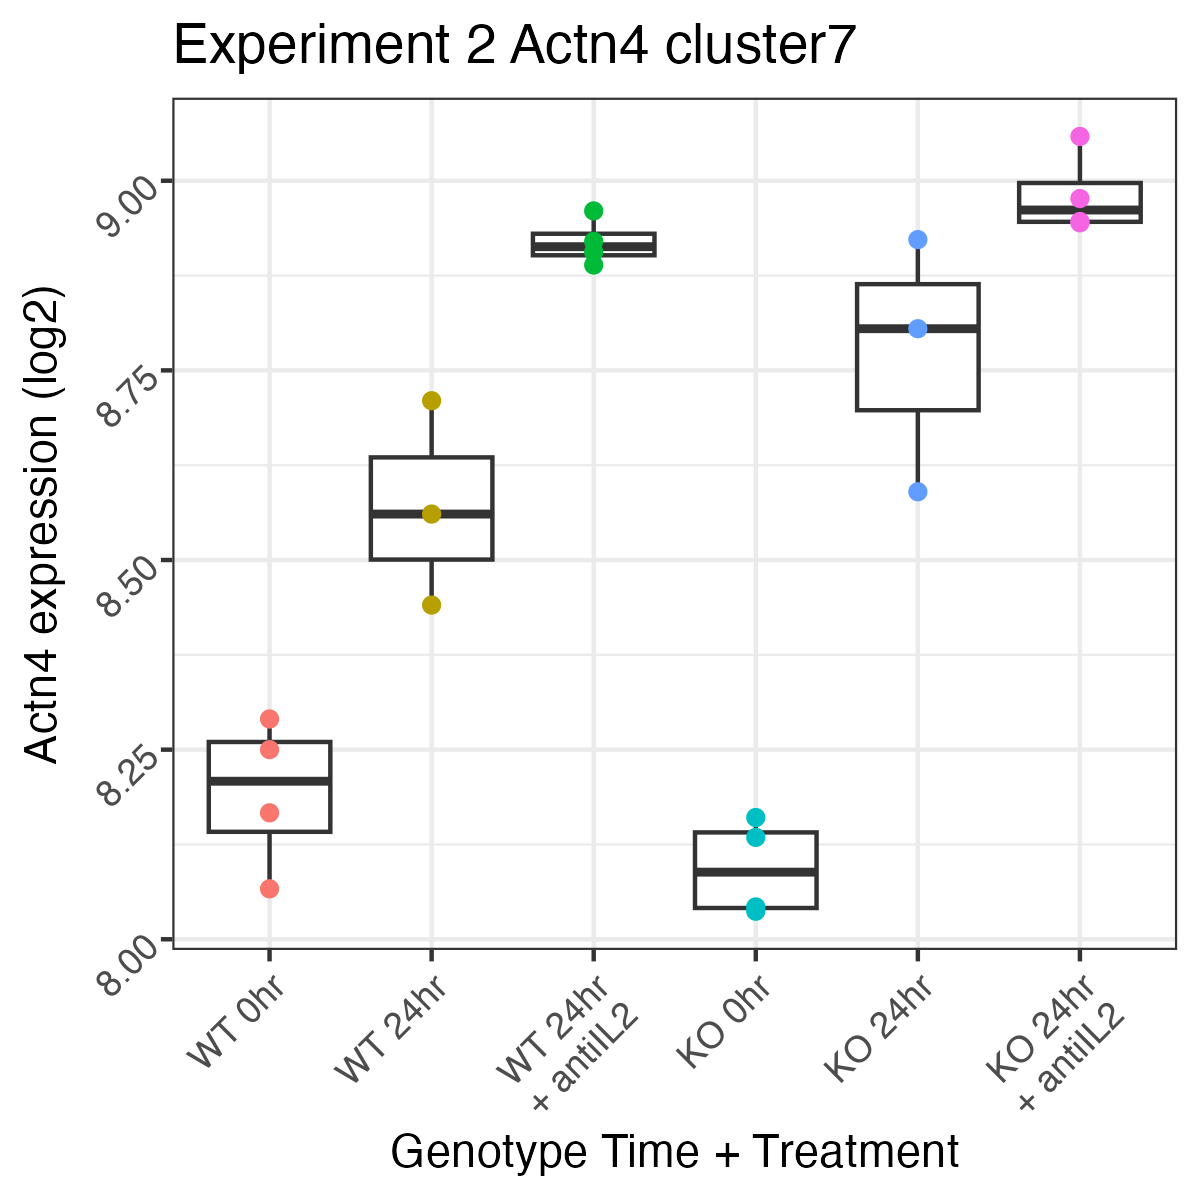 Experiment 2 Actn4 cluster7
Actn4 expression (log2)
9.00
8.75
8.50
8.25
8.00
WT 0hr
WT 24hr
WT 24hr
+ antiIL2
KO 0hr
KO 24hr
KO 24hr
+ antiIL2
Genotype Time + Treatment